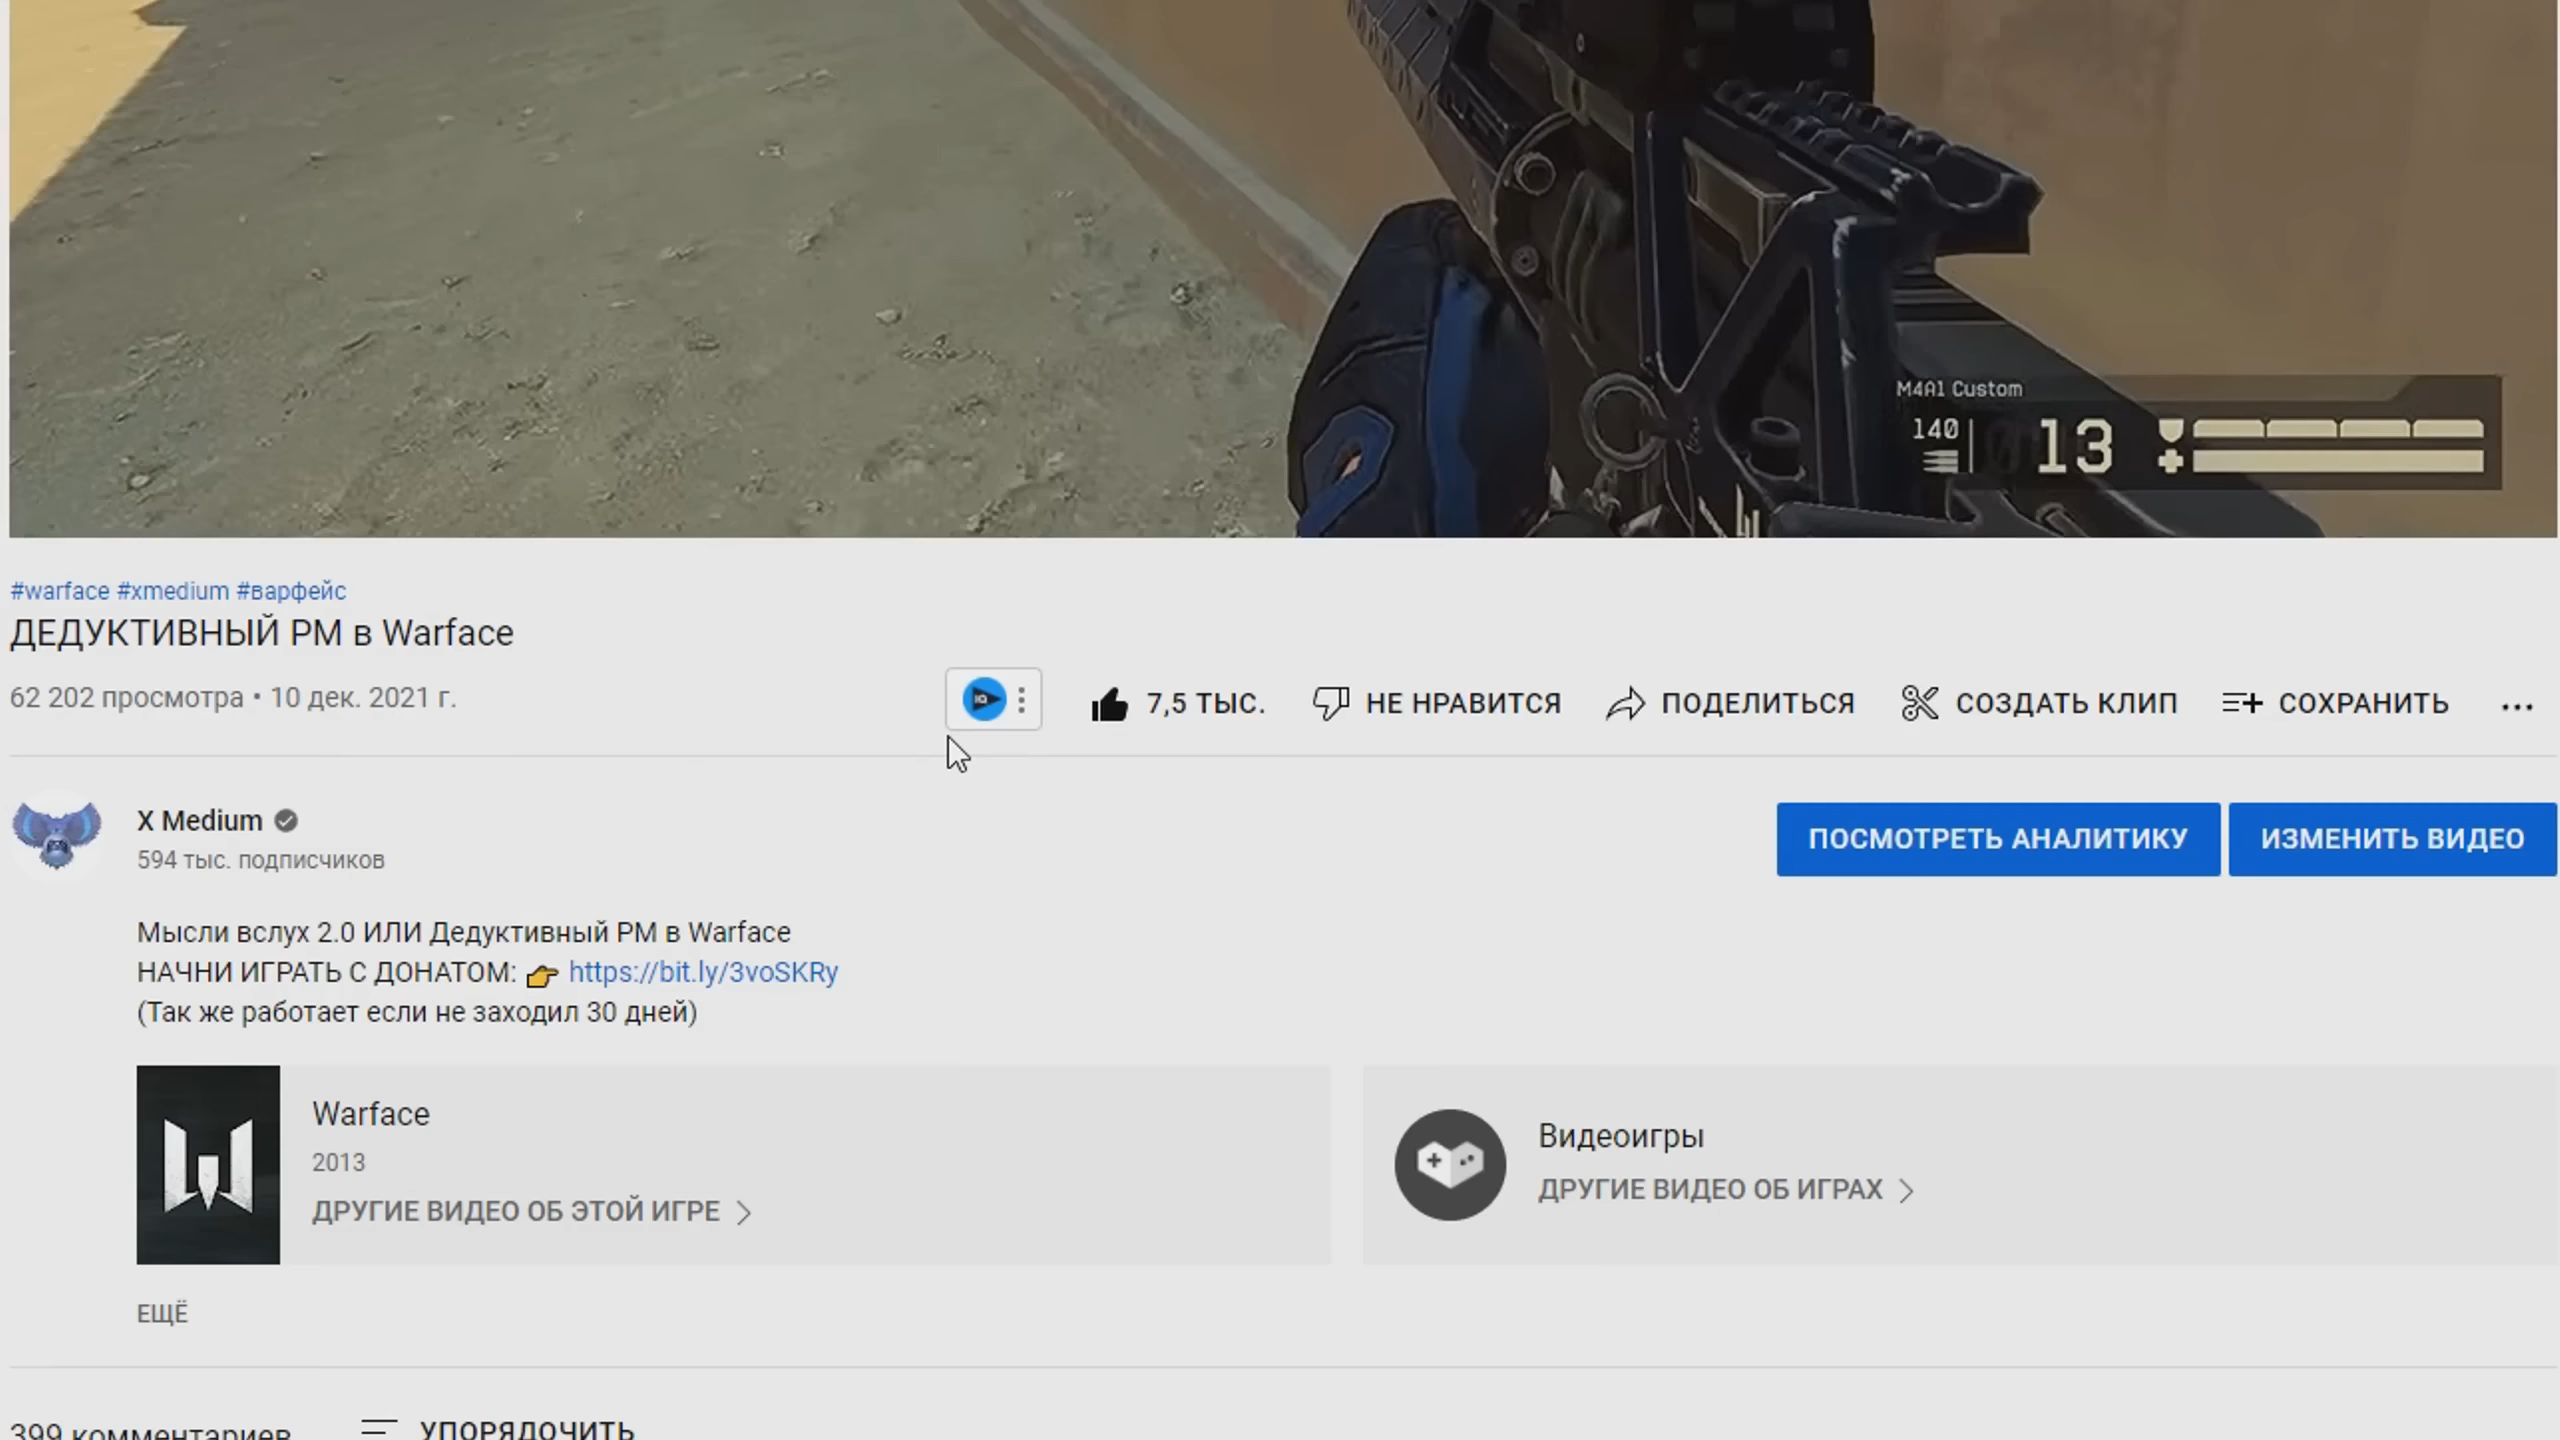 M4A1 Custom
140
13
#warface #xmedium #варфейс
ДЕДУКТИВНЫЙ РМ в Warface
62 202 просмотра • 10 дек. 2021 г.
7,5 ТЫС.
НЕ НРАВИТСЯ
ПОДЕЛИТЬСЯ
СОЗДАТЬ КЛИП
СОХРАНИТЬ
X Medium
594 тыс. подписчиков
ПОСМОТРЕТЬ АНАЛИТИКУ
ИЗМЕНИТЬ ВИДЕО
Мысли вслух 2.0 ИЛИ Дедуктивный РМ в Warface
НАЧНИ ИГРАТЬ С ДОНАТОМ: 👉 https://bit.ly/3voSKRy
(Так же работает если не заходил 30 дней)
Warface
2013
ДРУГИЕ ВИДЕО ОБ ЭТОЙ ИГРЕ
Видеоигры
ДРУГИЕ ВИДЕО ОБ ИГРАХ
ЕЩЁ
399 комментариев
УПОРЯДОЧИТЬ